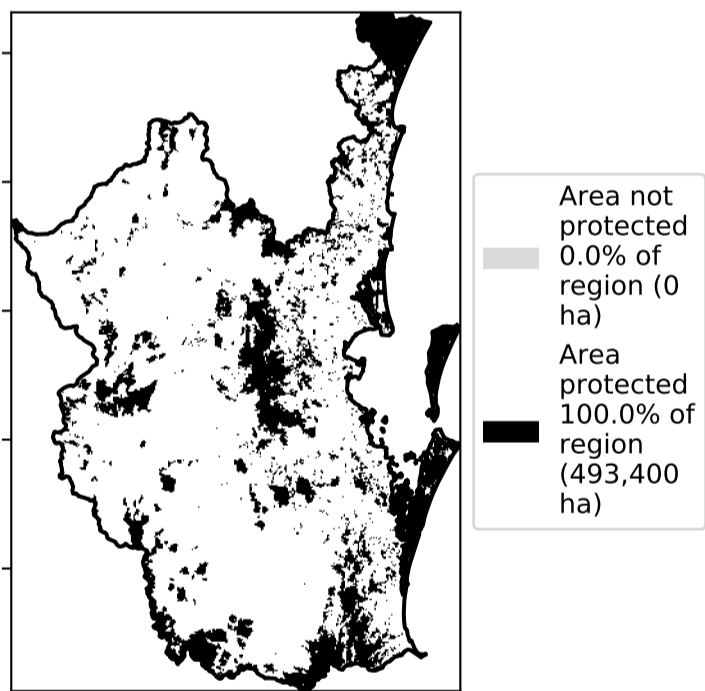 Area not
protected
0.0% of
region (0
ha)
Area
protected
100.0% of
region
(493,400
ha)